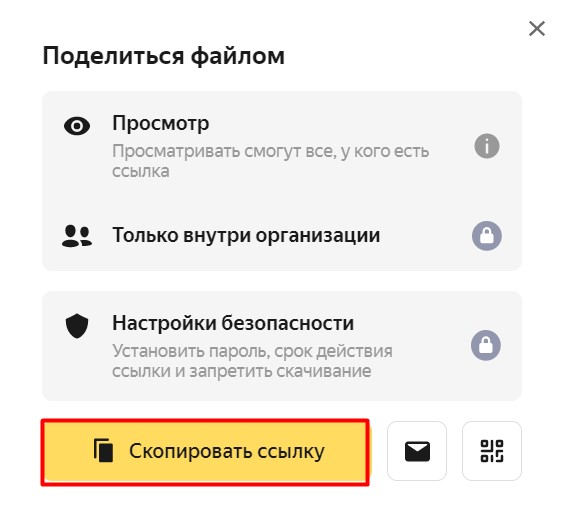 Поделиться файлом
Просмотр
Просматривать смогут все, у кого есть
ссылка
Только внутри организации
Настройки безопасности
Установить пароль, срок действия
ссылки и запретить скачивание
Скопировать ссылку